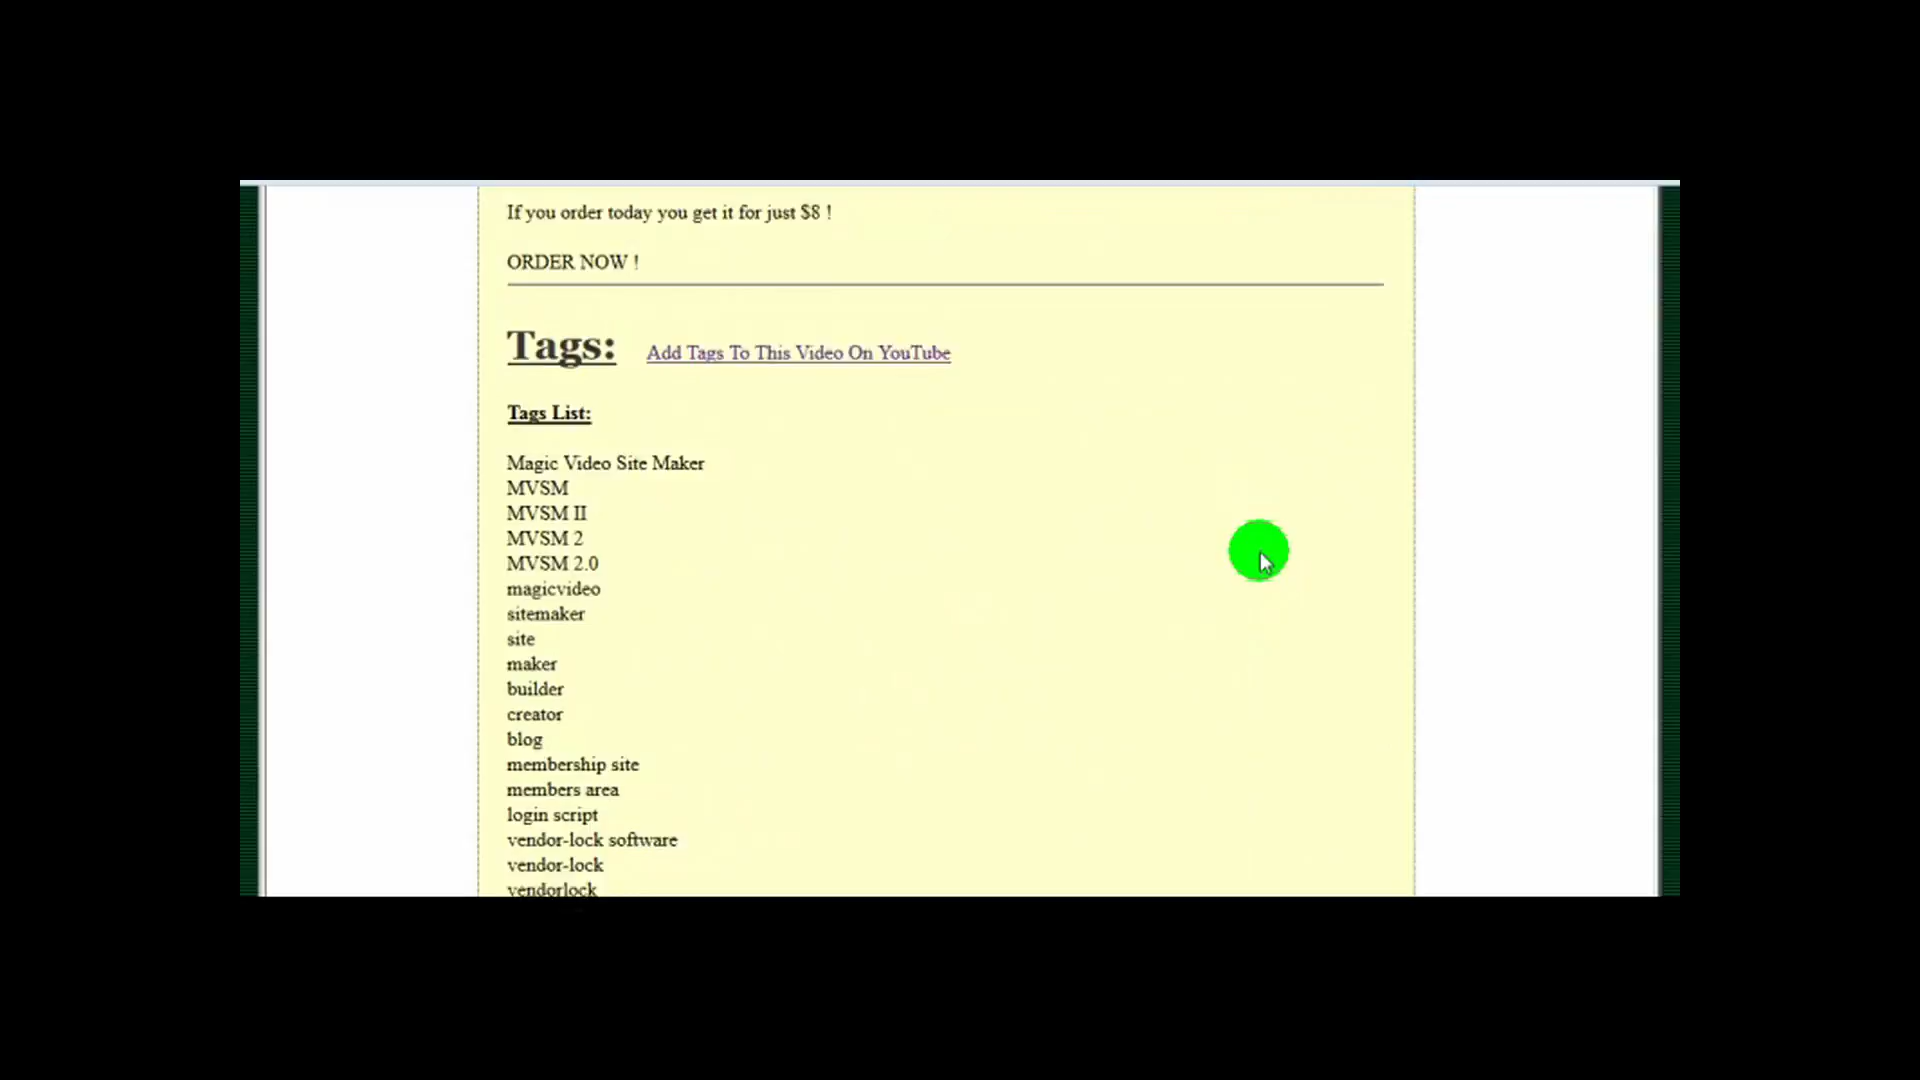 If you order today you get it for just $8 !
ORDER NOW !
Tags: Add Tags To This Video On YouTube
Tags List:
Magic Video Site Maker
MVSM
MVSM II
MVSM 2
MVSM 2.0
magicvideo
sitemaker
site
maker
builder
creator
blog
membership site
members area
login script
vendor-lock software
vendor-lock
vendorlock